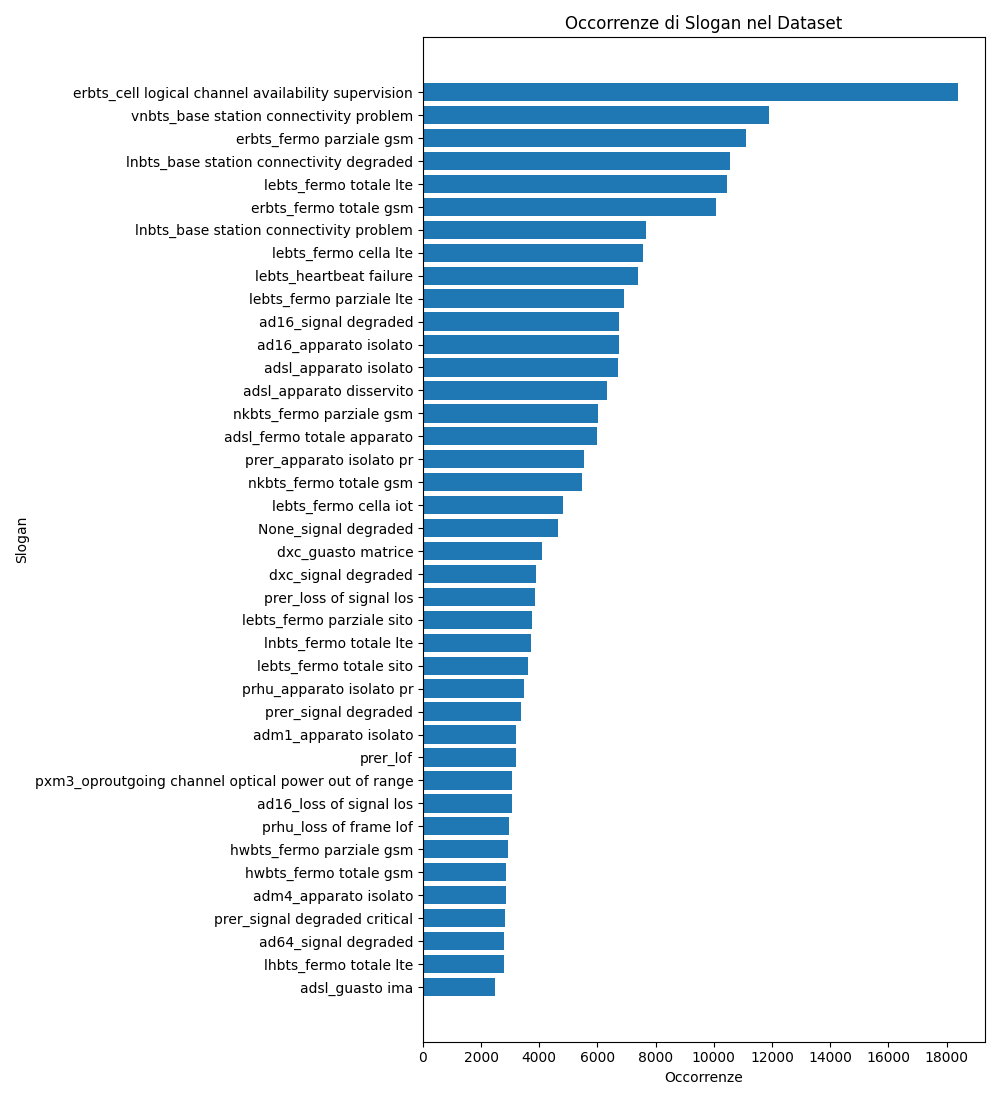 Occorrenze di Slogan nel Dataset
erbts_cell logical channel availability supervision
vnbts_base station connectivity problem
erbts_fermo parziale gsm
lnbts_base station connectivity degraded
lebts_fermo totale lte
erbts_fermo totale gsm
lnbts_base station connectivity problem
lebts_fermo cella lte
lebts_heartbeat failure
lebts_fermo parziale lte
ad16_signal degraded
ad16_apparato isolato
adsl_apparato isolato
adsl_apparato disservito
nkbts_fermo parziale gsm
adsl_fermo totale apparato
prer_apparato isolato pr
nkbts_fermo totale gsm
lebts_fermo cella iot
None_signal degraded
dxc_guasto matrice
dxc_signal degraded
prer_loss of signal los
lebts_fermo parziale sito
lnbts_fermo totale lte
lebts_fermo totale sito
prhu_apparato isolato pr
prer_signal degraded
adm1_apparato isolato
prer_lof
pxm3_oproutgoing channel optical power out of range
ad16_loss of signal los
prhu_loss of frame lof
hwbts_fermo parziale gsm
hwbts_fermo totale gsm
adm4_apparato isolato
prer_signal degraded critical
ad64_signal degraded
lhbts_fermo totale lte
adsl_guasto ima
Slogan
0 2000 4000 6000 8000 10000 12000 14000 16000 18000
Occorrenze